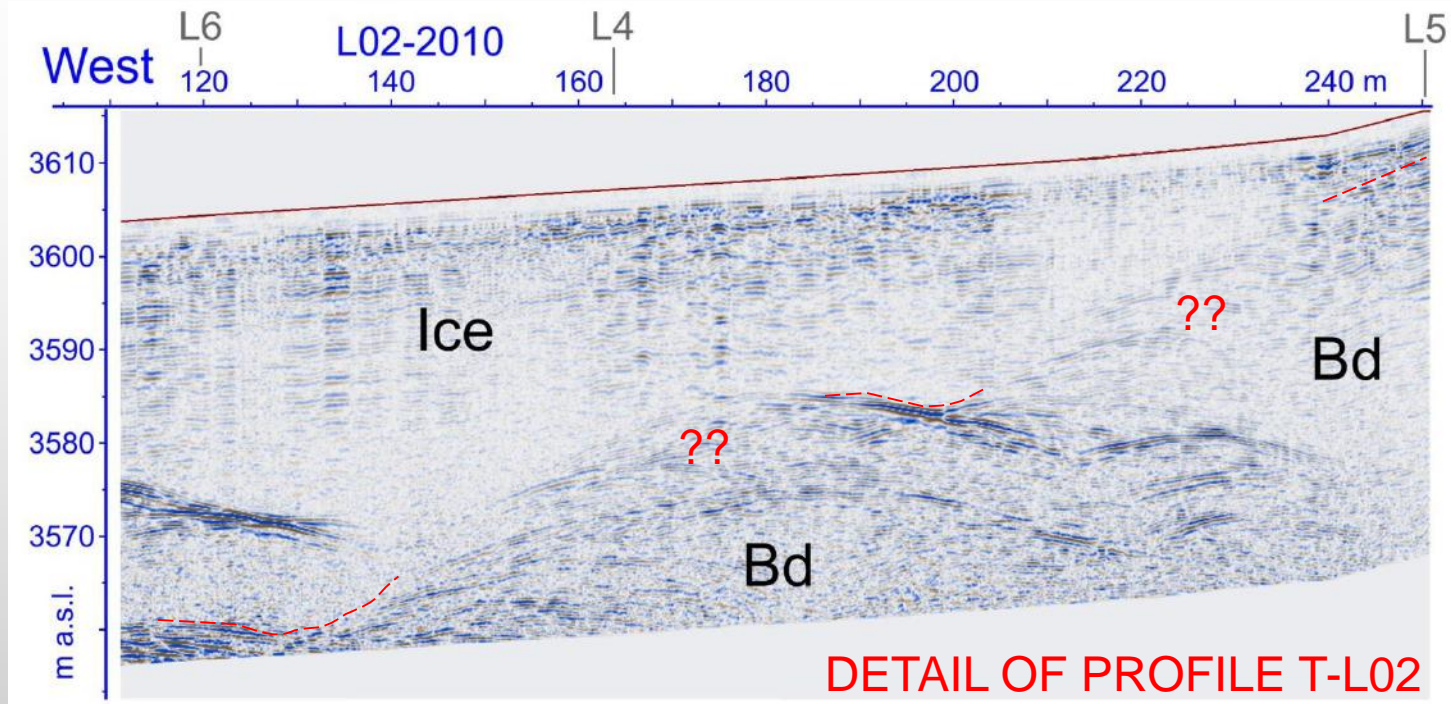 L6 L02-2010 L4 L5
West 120 140 160 180 200 220 240 m
3610
3600
3590
3580
3570
m a.s.l.
Ice
??
Bd
??
Bd
DETAIL OF PROFILE T-L02